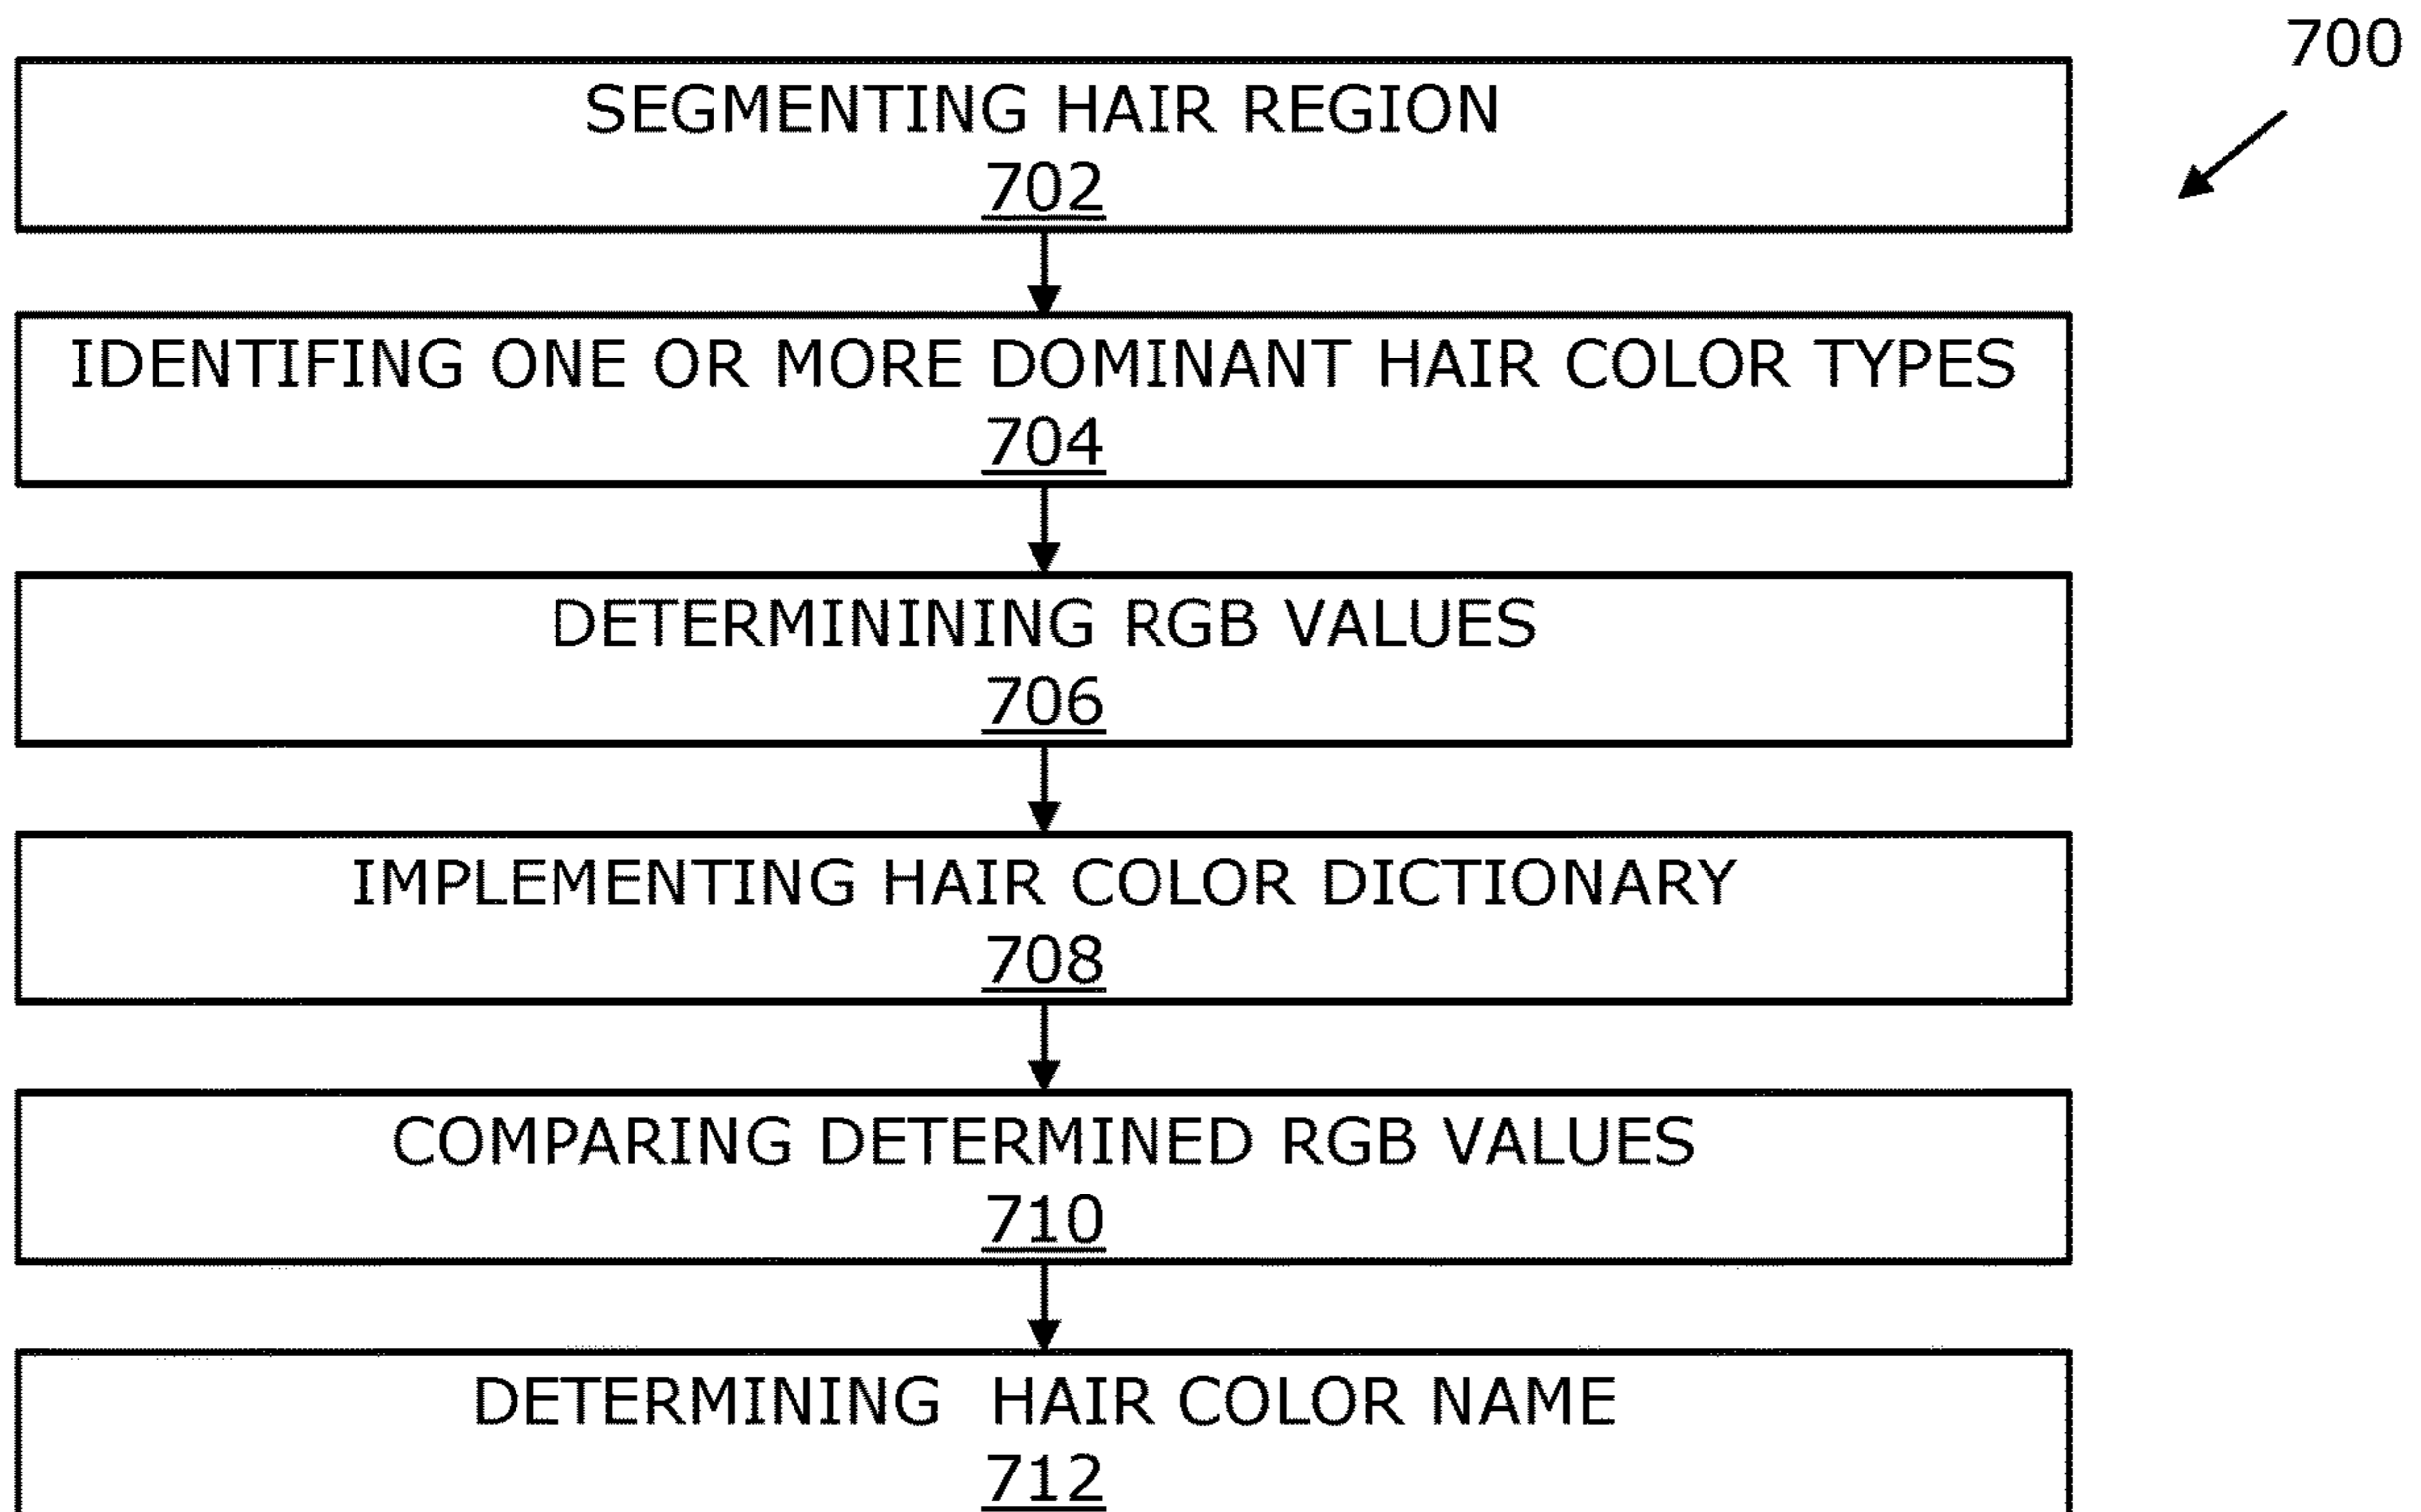 700
SEGMENTING HAIR REGION
702
IDENTIFING ONE OR MORE DOMINANT HAIR COLOR TYPES
704
DETERMINING RGB VALUES
706
IMPLEMENTING HAIR COLOR DICTIONARY
708
COMPARING DETERMINED RGB VALUES
710
DETERMINING HAIR COLOR NAME
712